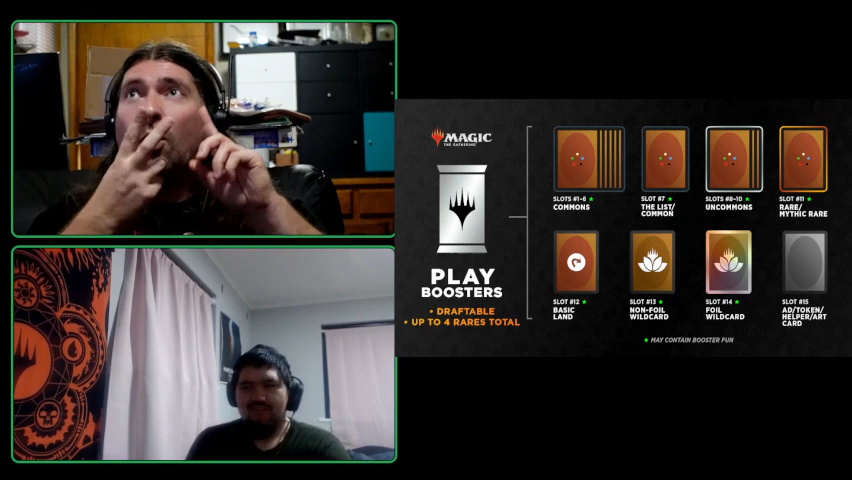 MAGIC
THE GATHERING
PLAY
BOOSTERS
• DRAFTABLE
• UP TO 4 RARES TOTAL
SLOTS #1-6 ★
COMMONS
SLOT #7 ★
THE LIST/
COMMON
SLOTS #8-10 ★
UNCOMMONS
SLOT #11 ★
RARE/
MYTHIC RARE
SLOT #12 ★
BASIC
LAND
SLOT #13 ★
NON-FOIL
WILDCARD
SLOT #14 ★
FOIL
WILDCARD
SLOT #15
AD/TOKEN/
HELPER/ART
CARD
★ MAY CONTAIN BOOSTER FUN